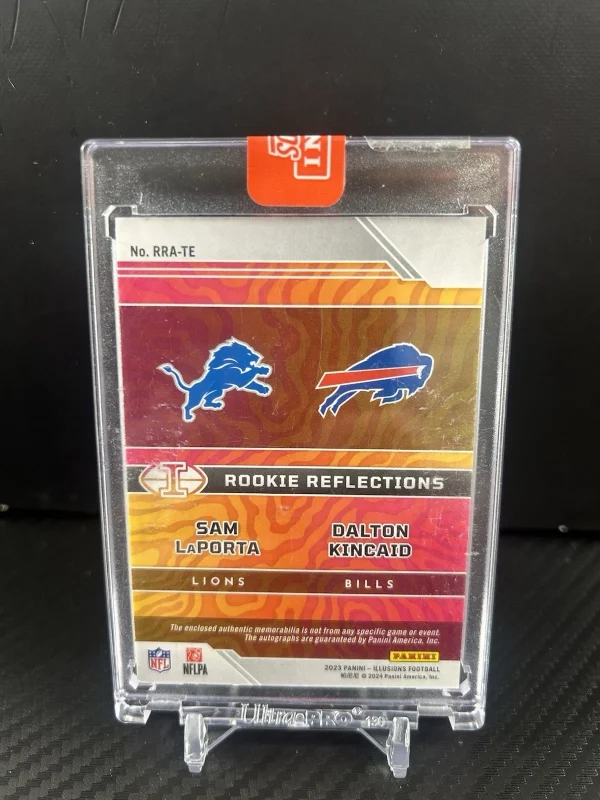 No. RRA-TE
I
ROOKIE REFLECTIONS
SAM LaPORTA
DALTON KINCAID
LIONS
BILLS
The enclosed authentic memorabilia is not from any specific game or event.
The autographs are guaranteed by Panini America, Inc.
PANINI
NFL
NFLPA
2023 PANINI – ILLUSIONS FOOTBALL
© 2024 Panini America, Inc.
Ultra PRO